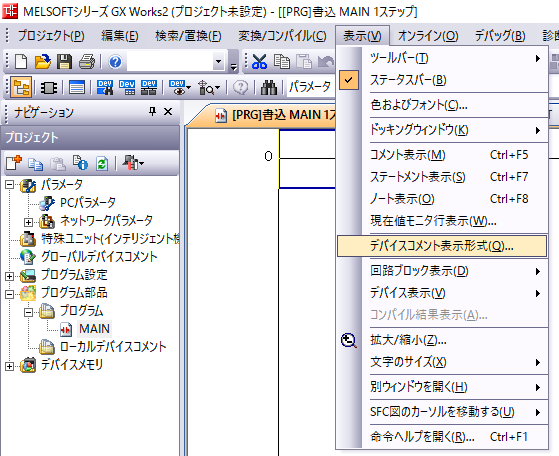 MELSOFTシリーズ GX Works2 (プロジェクト未設定) - [[PRG]書込 MAIN 1ステップ]
プロジェクト(P) 編集(E) 検索/置換(F) 変換/コンパイル(C) 表示(V) オンライン(O) デバッグ(B) 診
パラメータ
ナビゲーション
[PRG]書込 MAIN 1ス
プロジェクト
0
パラメータ
PCパラメータ
ネットワークパラメータ
特殊ユニット(インテリジェント機
グローバルデバイスコメント
プログラム設定
プログラム部品
プログラム
MAIN
ローカルデバイスコメント
デバイスメモリ
ツールバー(T)
ステータスバー(B)
色およびフォント(C)...
ドッキングウィンドウ(K)
コメント表示(M) Ctrl+F5
ステートメント表示(S) Ctrl+F7
ノート表示(O) Ctrl+F8
現在値モニタ行表示(W)...
デバイスコメント表示形式(Q)...
回路ブロック表示(D)
デバイス表示(V)
コンパイル結果表示(A)...
拡大/縮小(Z)...
文字のサイズ(X)
別ウィンドウを開く(H)
SFC図のカーソルを移動する(U)
命令ヘルプを開く(R)... Ctrl+F1